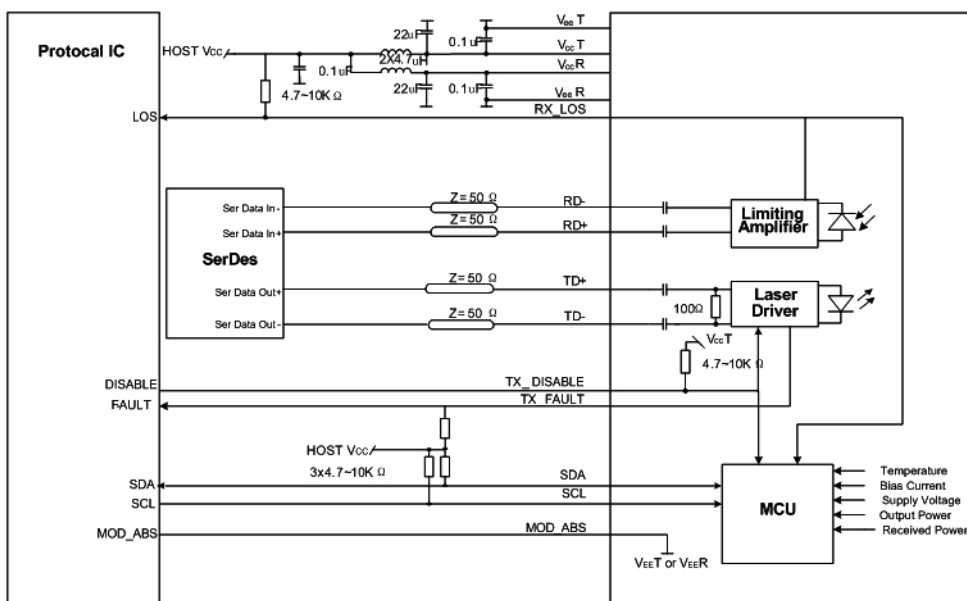 Protocal IC
HOST Vcc
22uF
0.1uF
VeeT
VccT
2X4.7uF
0.1uF
VccR
22uF
0.1uF
VeeR
4.7~10K Ω
RX_LOS
LOS
Z=50 Ω
RD-
Ser Data In-
Z=50 Ω
RD+
Ser Data In+
Limiting
Amplifier
SerDes
Z=50 Ω
TD+
Ser Data Out+
100Ω
Laser
Driver
Z=50 Ω
TD-
Ser Data Out-
VccT
4.7~10K Ω
DISABLE
TX_DISABLE
FAULT
TX_FAULT
HOST Vcc
3x4.7~10K Ω
SDA
SDA
SCL
SCL
MCU
Temperature
Bias Current
Supply Voltage
Output Power
Received Power
MOD_ABS
MOD_ABS
VEET or VEER